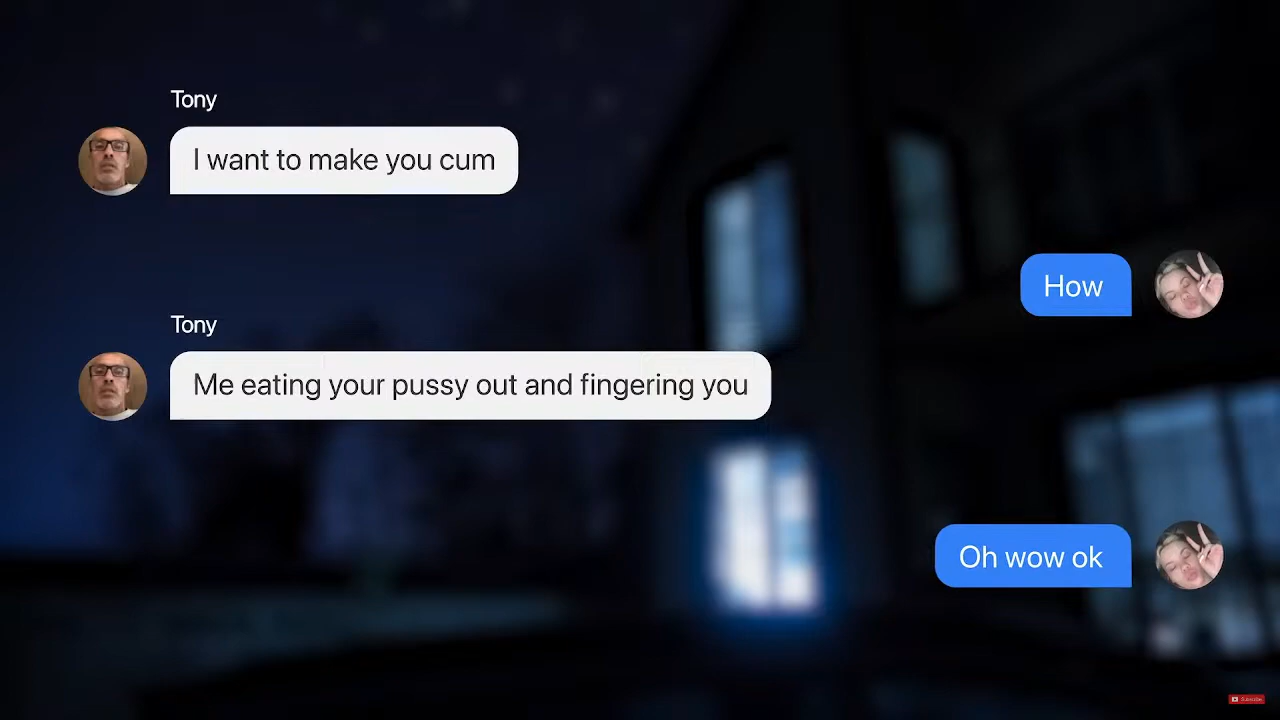 Tony
I want to make you cum
How
Tony
Me eating your pussy out and fingering you
Oh wow ok
Subscribe